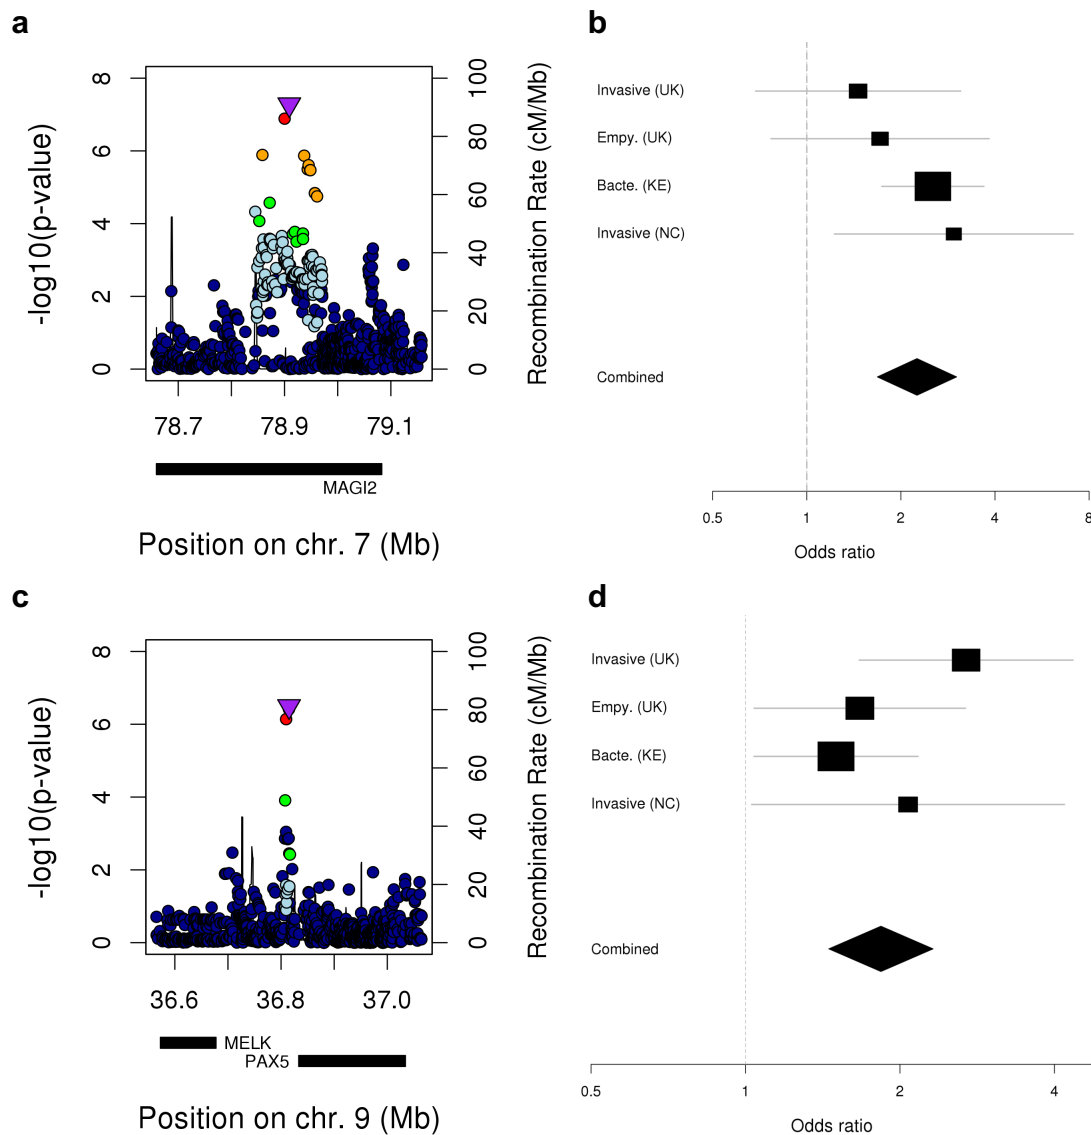 a
b
8
6
4
2
0
-log10(p-value)
100
80
60
40
20
0
Recombination Rate (cM/Mb)
78.7
78.9
79.1
MAGI2
Position on chr. 7 (Mb)
Invasive (UK)
Empy. (UK)
Bacte. (KE)
Invasive (NC)
Combined
0.5
1
2
4
8
Odds ratio
c
d
8
6
4
2
0
-log10(p-value)
100
80
60
40
20
0
Recombination Rate (cM/Mb)
36.6
36.8
37.0
MELK
PAX5
Position on chr. 9 (Mb)
Invasive (UK)
Empy. (UK)
Bacte. (KE)
Invasive (NC)
Combined
0.5
1
2
4
Odds ratio